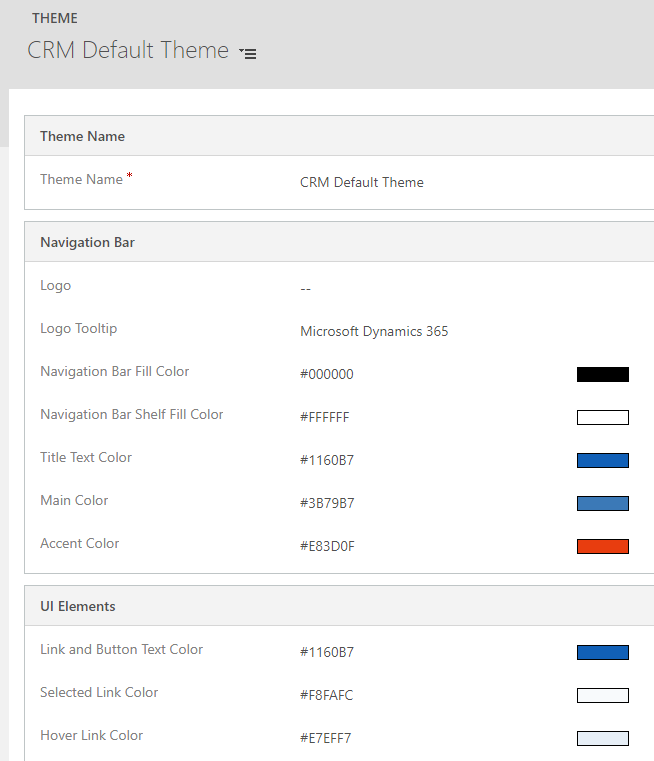 THEME
CRM Default Theme
Theme Name
Theme Name * CRM Default Theme
Navigation Bar
Logo --
Logo Tooltip Microsoft Dynamics 365
Navigation Bar Fill Color #000000
Navigation Bar Shelf Fill Color #FFFFFF
Title Text Color #1160B7
Main Color #3B79B7
Accent Color #E83D0F
UI Elements
Link and Button Text Color #1160B7
Selected Link Color #F8FAFC
Hover Link Color #E7EFF7